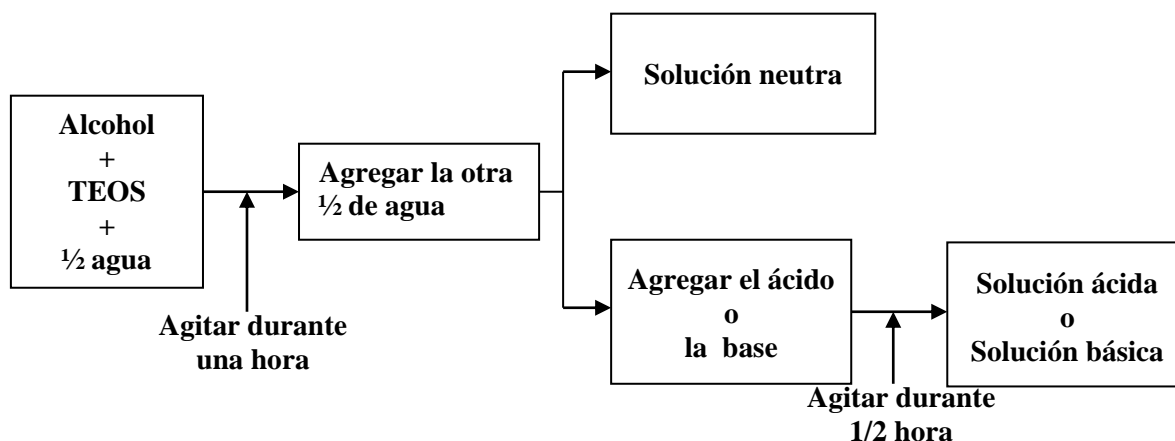 Alcohol
+
TEOS
+
½ agua
Agitar durante
una hora
Agregar la otra
½ de agua
Solución neutra
Agregar el ácido
o
la base
Agitar durante
1/2 hora
Solución ácida
o
Solución básica